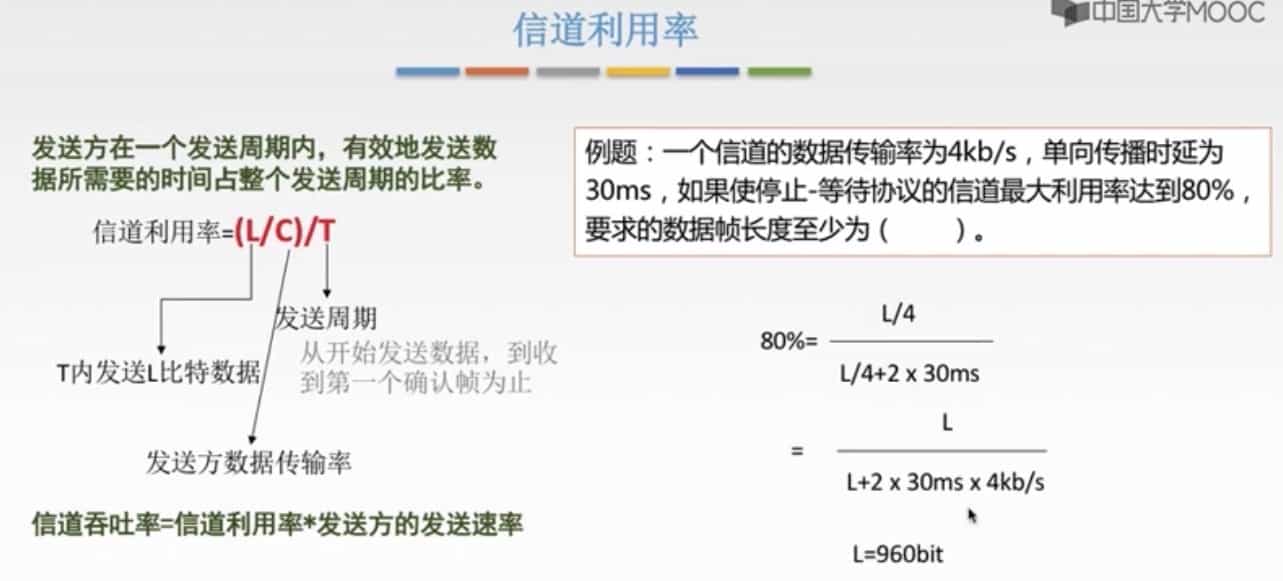 中国大学MOOC
信道利用率
发送方在一个发送周期内，有效地发送数
据所需要的时间占整个发送周期的比率。
信道利用率=(L/C)/T
发送周期
从开始发送数据，到收
到第一个确认帧为止
T内发送L比特数据
发送方数据传输率
信道吞吐率=信道利用率*发送方的发送速率
例题：一个信道的数据传输率为4kb/s，单向传播时延为
30ms，如果使停止-等待协议的信道最大利用率达到80%，
要求的数据帧长度至少为（　　）。
L/4
80%=
L/4+2 x 30ms
L
=
L+2 x 30ms x 4kb/s
L=960bit